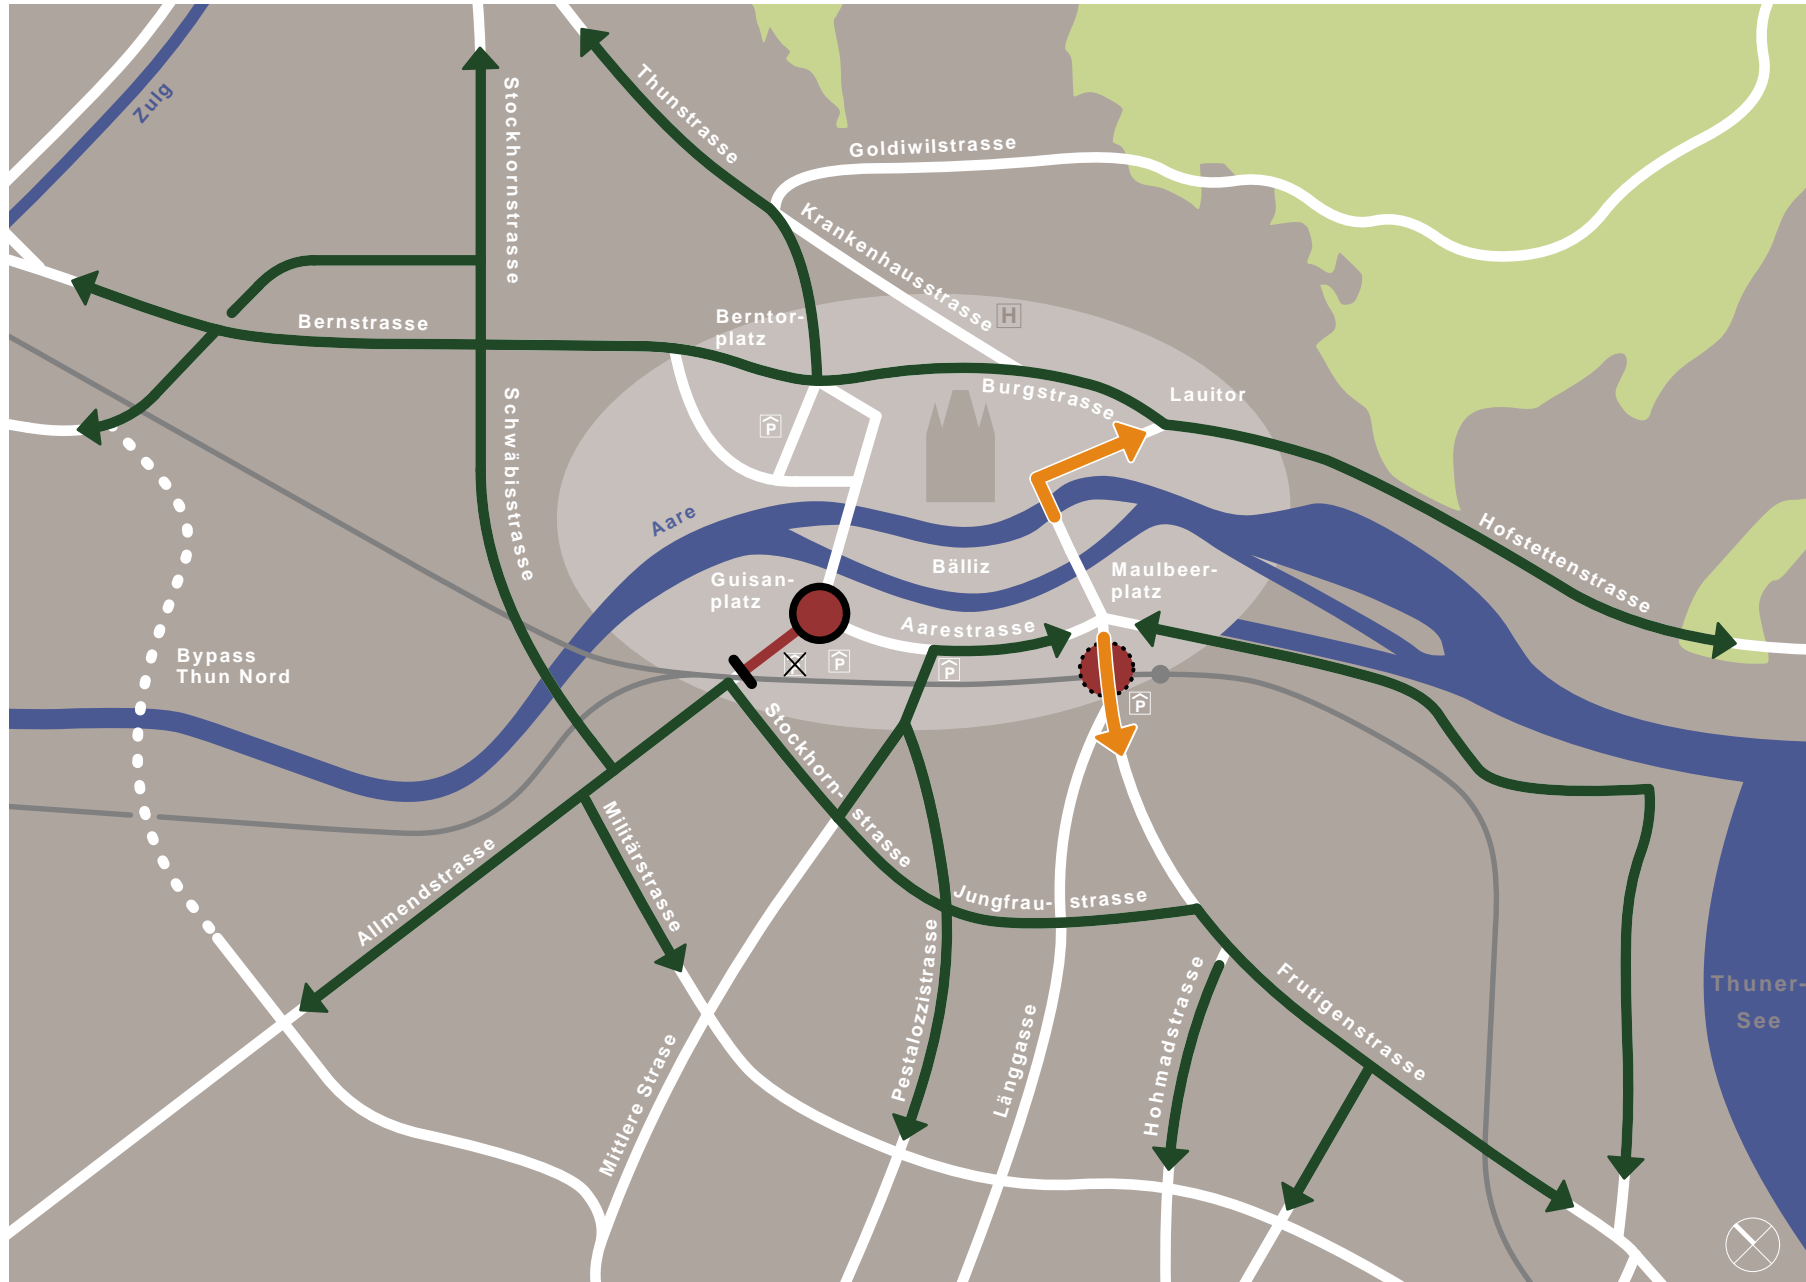 Zulg
Stockhornstrasse
Thunstrasse
Goldiwilstrasse
Krankenhausstrasse
H
Bernstrasse
Berntor-
platz
Burgstrasse
Lauitor
P
Schwäbisstrasse
Aare
Hofstettenstrasse
Bälliz
Guisan-
platz
Maulbeer-
platz
Aarestrasse
Bypass
Thun Nord
P
P
P
Stockhorn-
strasse
Militärstrasse
Allmendstrasse
Jungfrau-
strasse
Pestalozzistrasse
Hohmadstrasse
Frutigenstrasse
Thuner-
See
Länggasse
Mittlere Strase